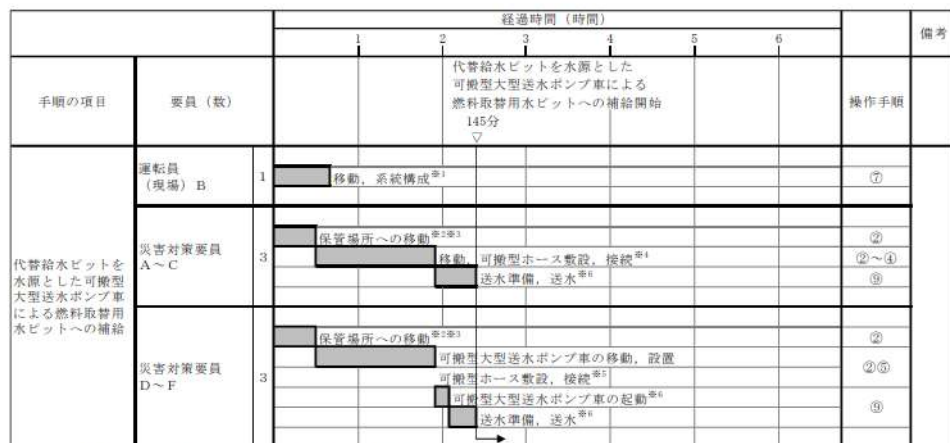 経過時間(時間)
備考
1 2 3 4 5 6
手順の項目
要員(数)
代替給水ピットを水源とした
可搬型大型送水ポンプ車による
燃料取替用水ピットへの補給開始
145分
▽
操作手順
代替給水ピットを
水源とした可搬型
大型送水ポンプ車
による燃料取替用
水ピットへの補給
運転員
(現場)B
1
移動,系統構成※1
⑦
災害対策要員
A~C
3
保管場所への移動※2※3
②
移動,可搬型ホース敷設,接続※4
②~④
送水準備,送水※6
⑨
災害対策要員
D~F
3
保管場所への移動※2※3
②
可搬型大型送水ポンプ車の移動,設置
可搬型ホース敷設,接続※5
②⑤
可搬型大型送水ポンプ車の起動※6
送水準備,送水※6
⑨